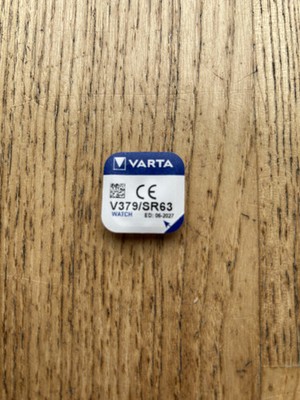 VARTA
CE
V379/SR63
WATCH ED: 06-2027